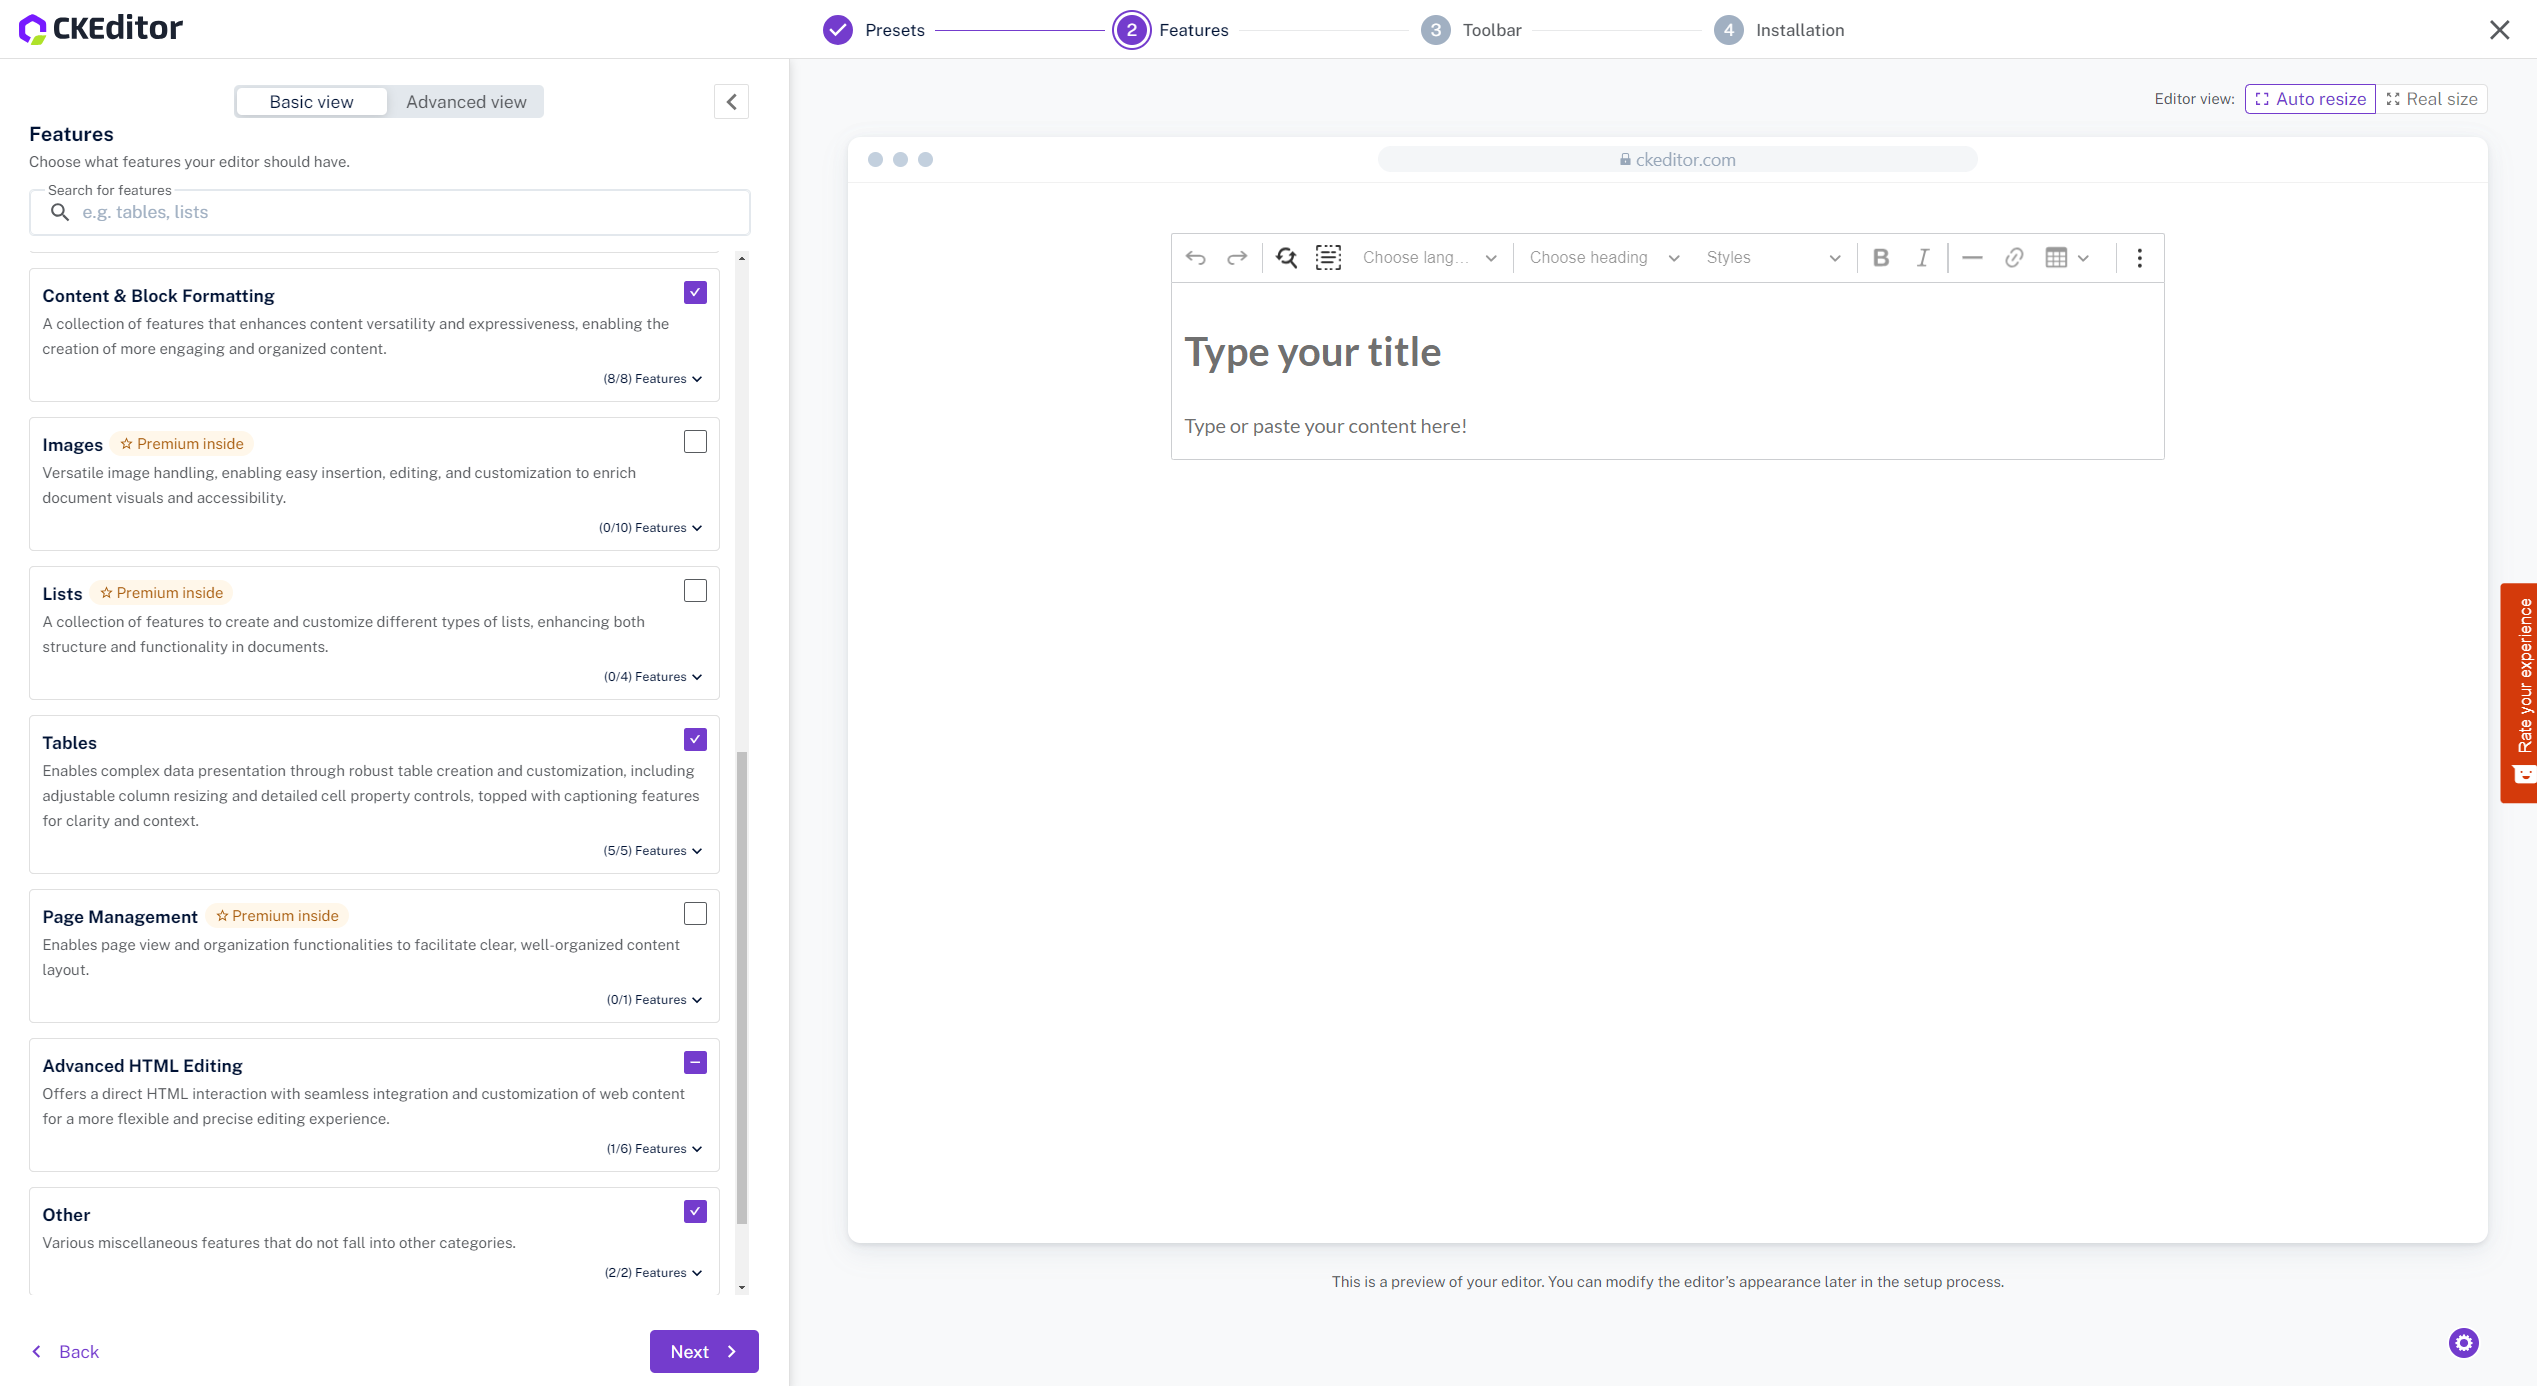 CKEditor
Presets
2 Features
3 Toolbar
4 Installation
Basic view
Advanced view
Features
Choose what features your editor should have.
Search for features
e.g. tables, lists
Content & Block Formatting
A collection of features that enhances content versatility and expressiveness, enabling the
creation of more engaging and organized content.
(8/8) Features
Images
Premium inside
Versatile image handling, enabling easy insertion, editing, and customization to enrich
document visuals and accessibility.
(0/10) Features
Lists
Premium inside
A collection of features to create and customize different types of lists, enhancing both
structure and functionality in documents.
(0/4) Features
Tables
Enables complex data presentation through robust table creation and customization, including
adjustable column resizing and detailed cell property controls, topped with captioning features
for clarity and context.
(5/5) Features
Page Management
Premium inside
Enables page view and organization functionalities to facilitate clear, well-organized content
layout.
(0/1) Features
Advanced HTML Editing
Offers a direct HTML interaction with seamless integration and customization of web content
for a more flexible and precise editing experience.
(1/6) Features
Other
Various miscellaneous features that do not fall into other categories.
(2/2) Features
Back
Next
Editor view:
Auto resize
Real size
ckeditor.com
Choose lang...
Choose heading
Styles
B
I
Type your title
Type or paste your content here!
This is a preview of your editor. You can modify the editor's appearance later in the setup process.
Rate your experience